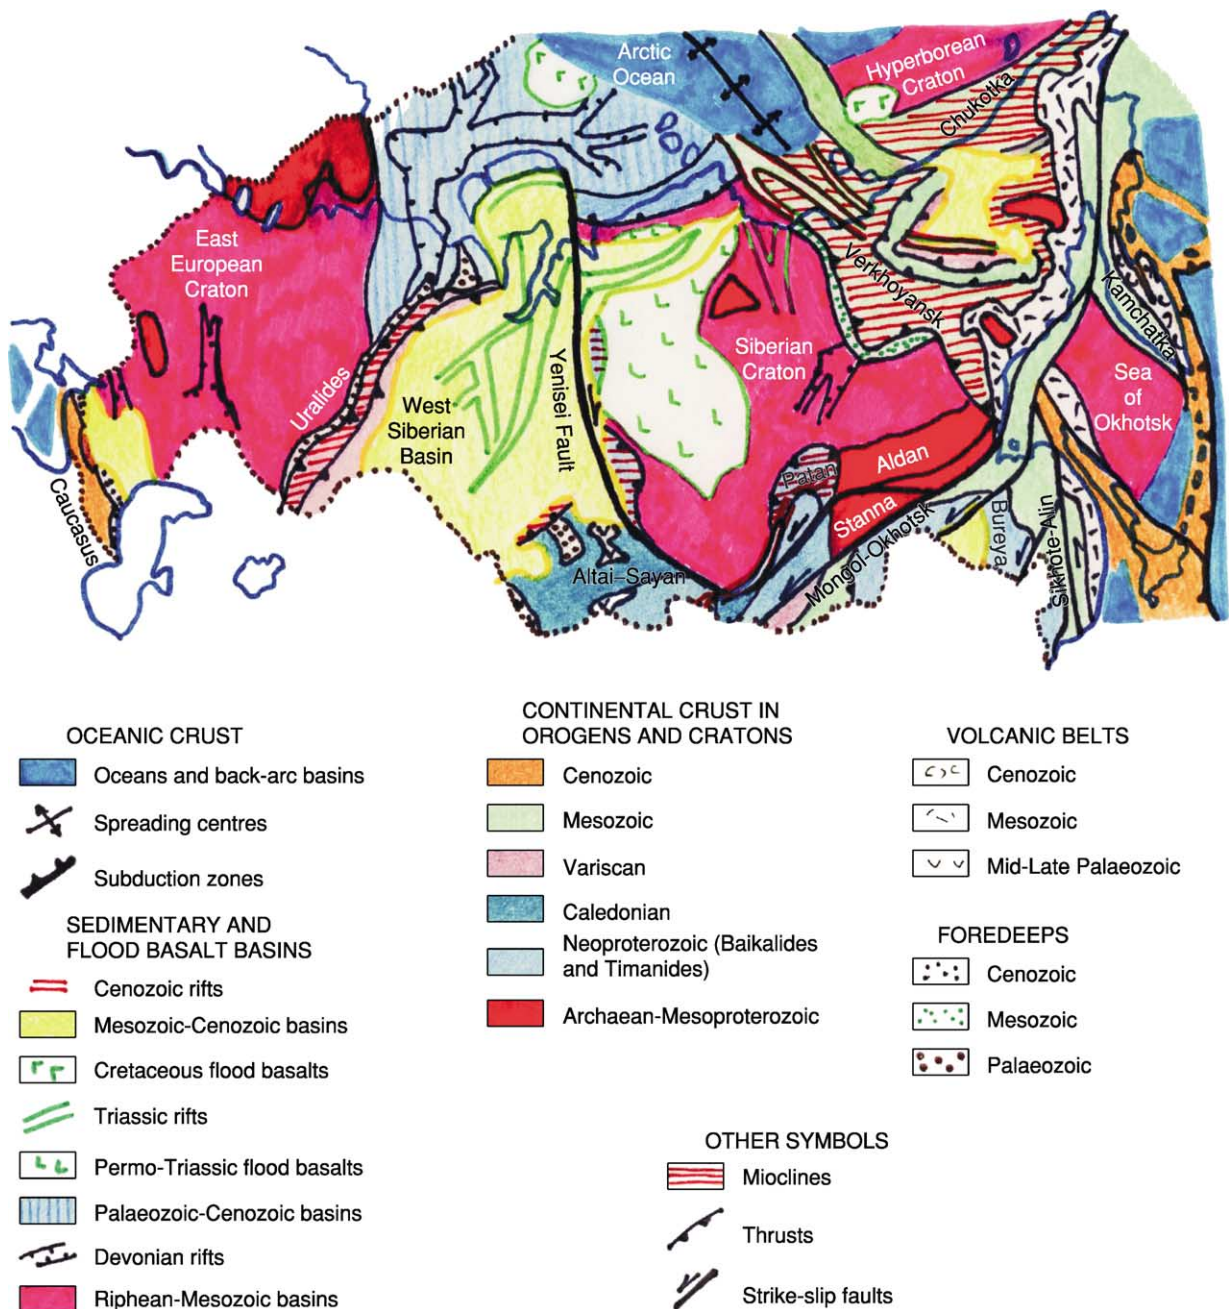 Arctic
Ocean
Hyperborean
Craton
Chukotka
East
European
Craton
Verkhoyansk
Kamchatka
Siberian
Craton
Sea
of
Okhotsk
Uralides
West
Siberian
Basin
Yenisei Fault
Caucasus
Patan
Aldan
Stanna
Altai–Sayan
Mongol-Okhotsk
Bureya
Sikhote-Alin
OCEANIC CRUST
Oceans and back-arc basins
Spreading centres
Subduction zones
SEDIMENTARY AND
FLOOD BASALT BASINS
Cenozoic rifts
Mesozoic-Cenozoic basins
Cretaceous flood basalts
Triassic rifts
Permo-Triassic flood basalts
Palaeozoic-Cenozoic basins
Devonian rifts
Riphean-Mesozoic basins
CONTINENTAL CRUST IN
OROGENS AND CRATONS
Cenozoic
Mesozoic
Variscan
Caledonian
Neoproterozoic (Baikalides
and Timanides)
Archaean-Mesoproterozoic
VOLCANIC BELTS
Cenozoic
Mesozoic
Mid-Late Palaeozoic
FOREDEEPS
Cenozoic
Mesozoic
Palaeozoic
OTHER SYMBOLS
Mioclines
Thrusts
Strike-slip faults